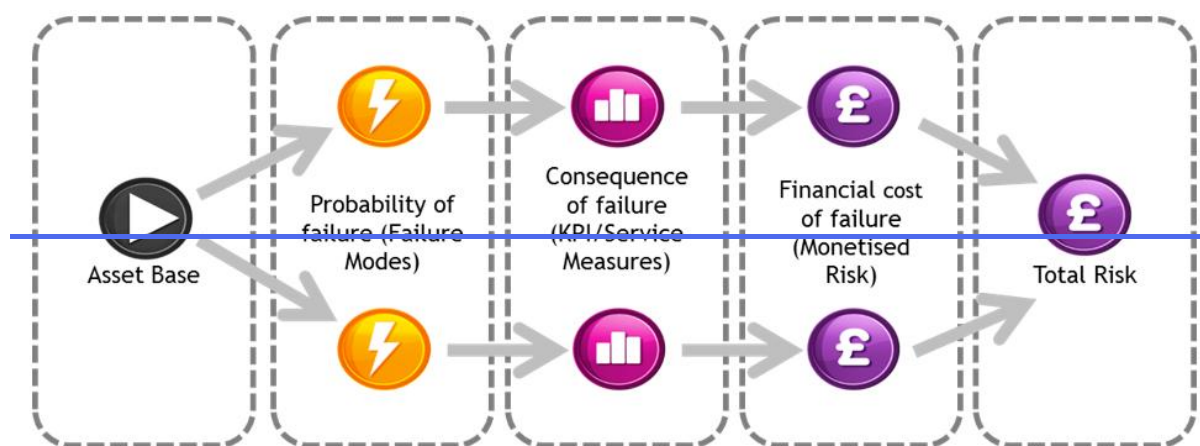 Asset Base
Probability of
failure (Failure
Modes)
Consequence
of failure
(KPI/Service
Measures)
£
Financial cost
of failure
(Monetised
Risk)
£
£
Total Risk